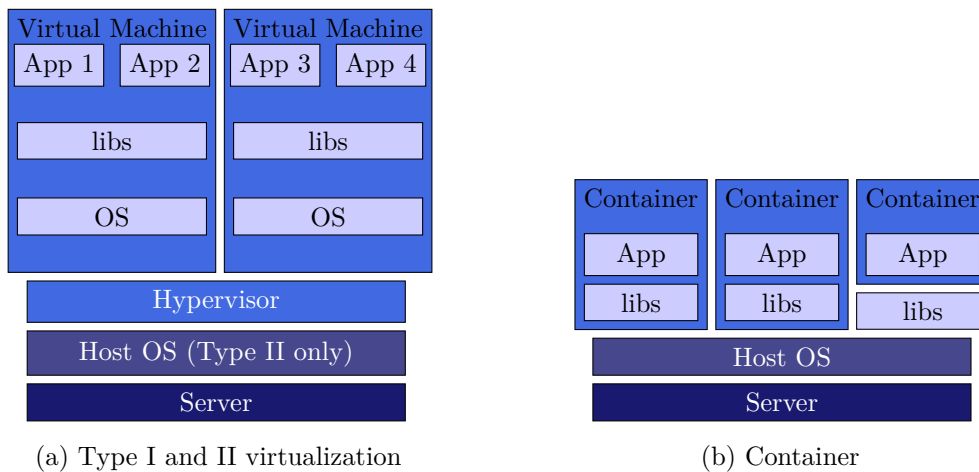 Virtual Machine Virtual Machine
App 1 App 2 App 3 App 4
libs libs
OS OS
Hypervisor
Host OS (Type II only)
Server
(a) Type I and II virtualization
Container Container Container
App App App
libs libs libs
Host OS
Server
(b) Container